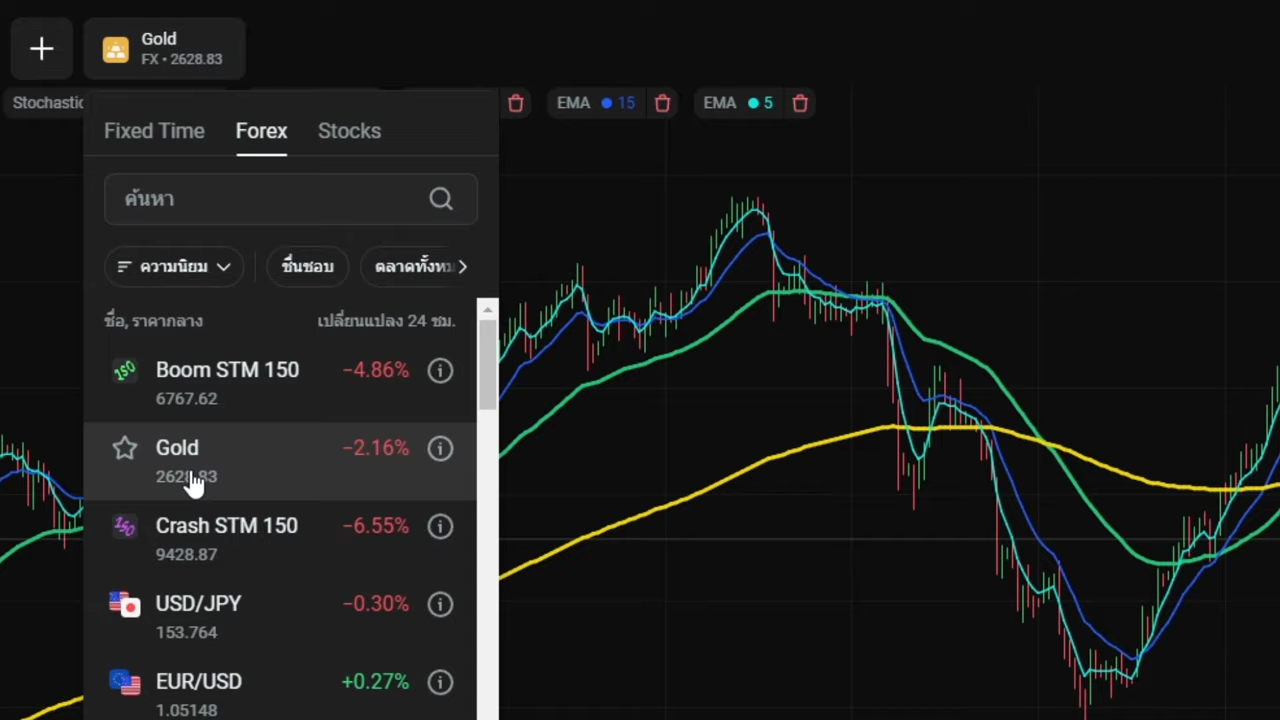 Gold
FX • 2628.83
Stochastic
EMA 15
EMA 5
Fixed Time Forex Stocks
ค้นหา
ความนิยม ชื่นชอบ
ชื่อ, ราคากลาง เปลี่ยนแปลง 24 ชม.
Boom STM 150 −4.86%
6767.62
Gold −2.16%
2628.83
Crash STM 150 −6.55%
9428.87
USD/JPY −0.30%
153.764
EUR/USD +0.27%
1.05148